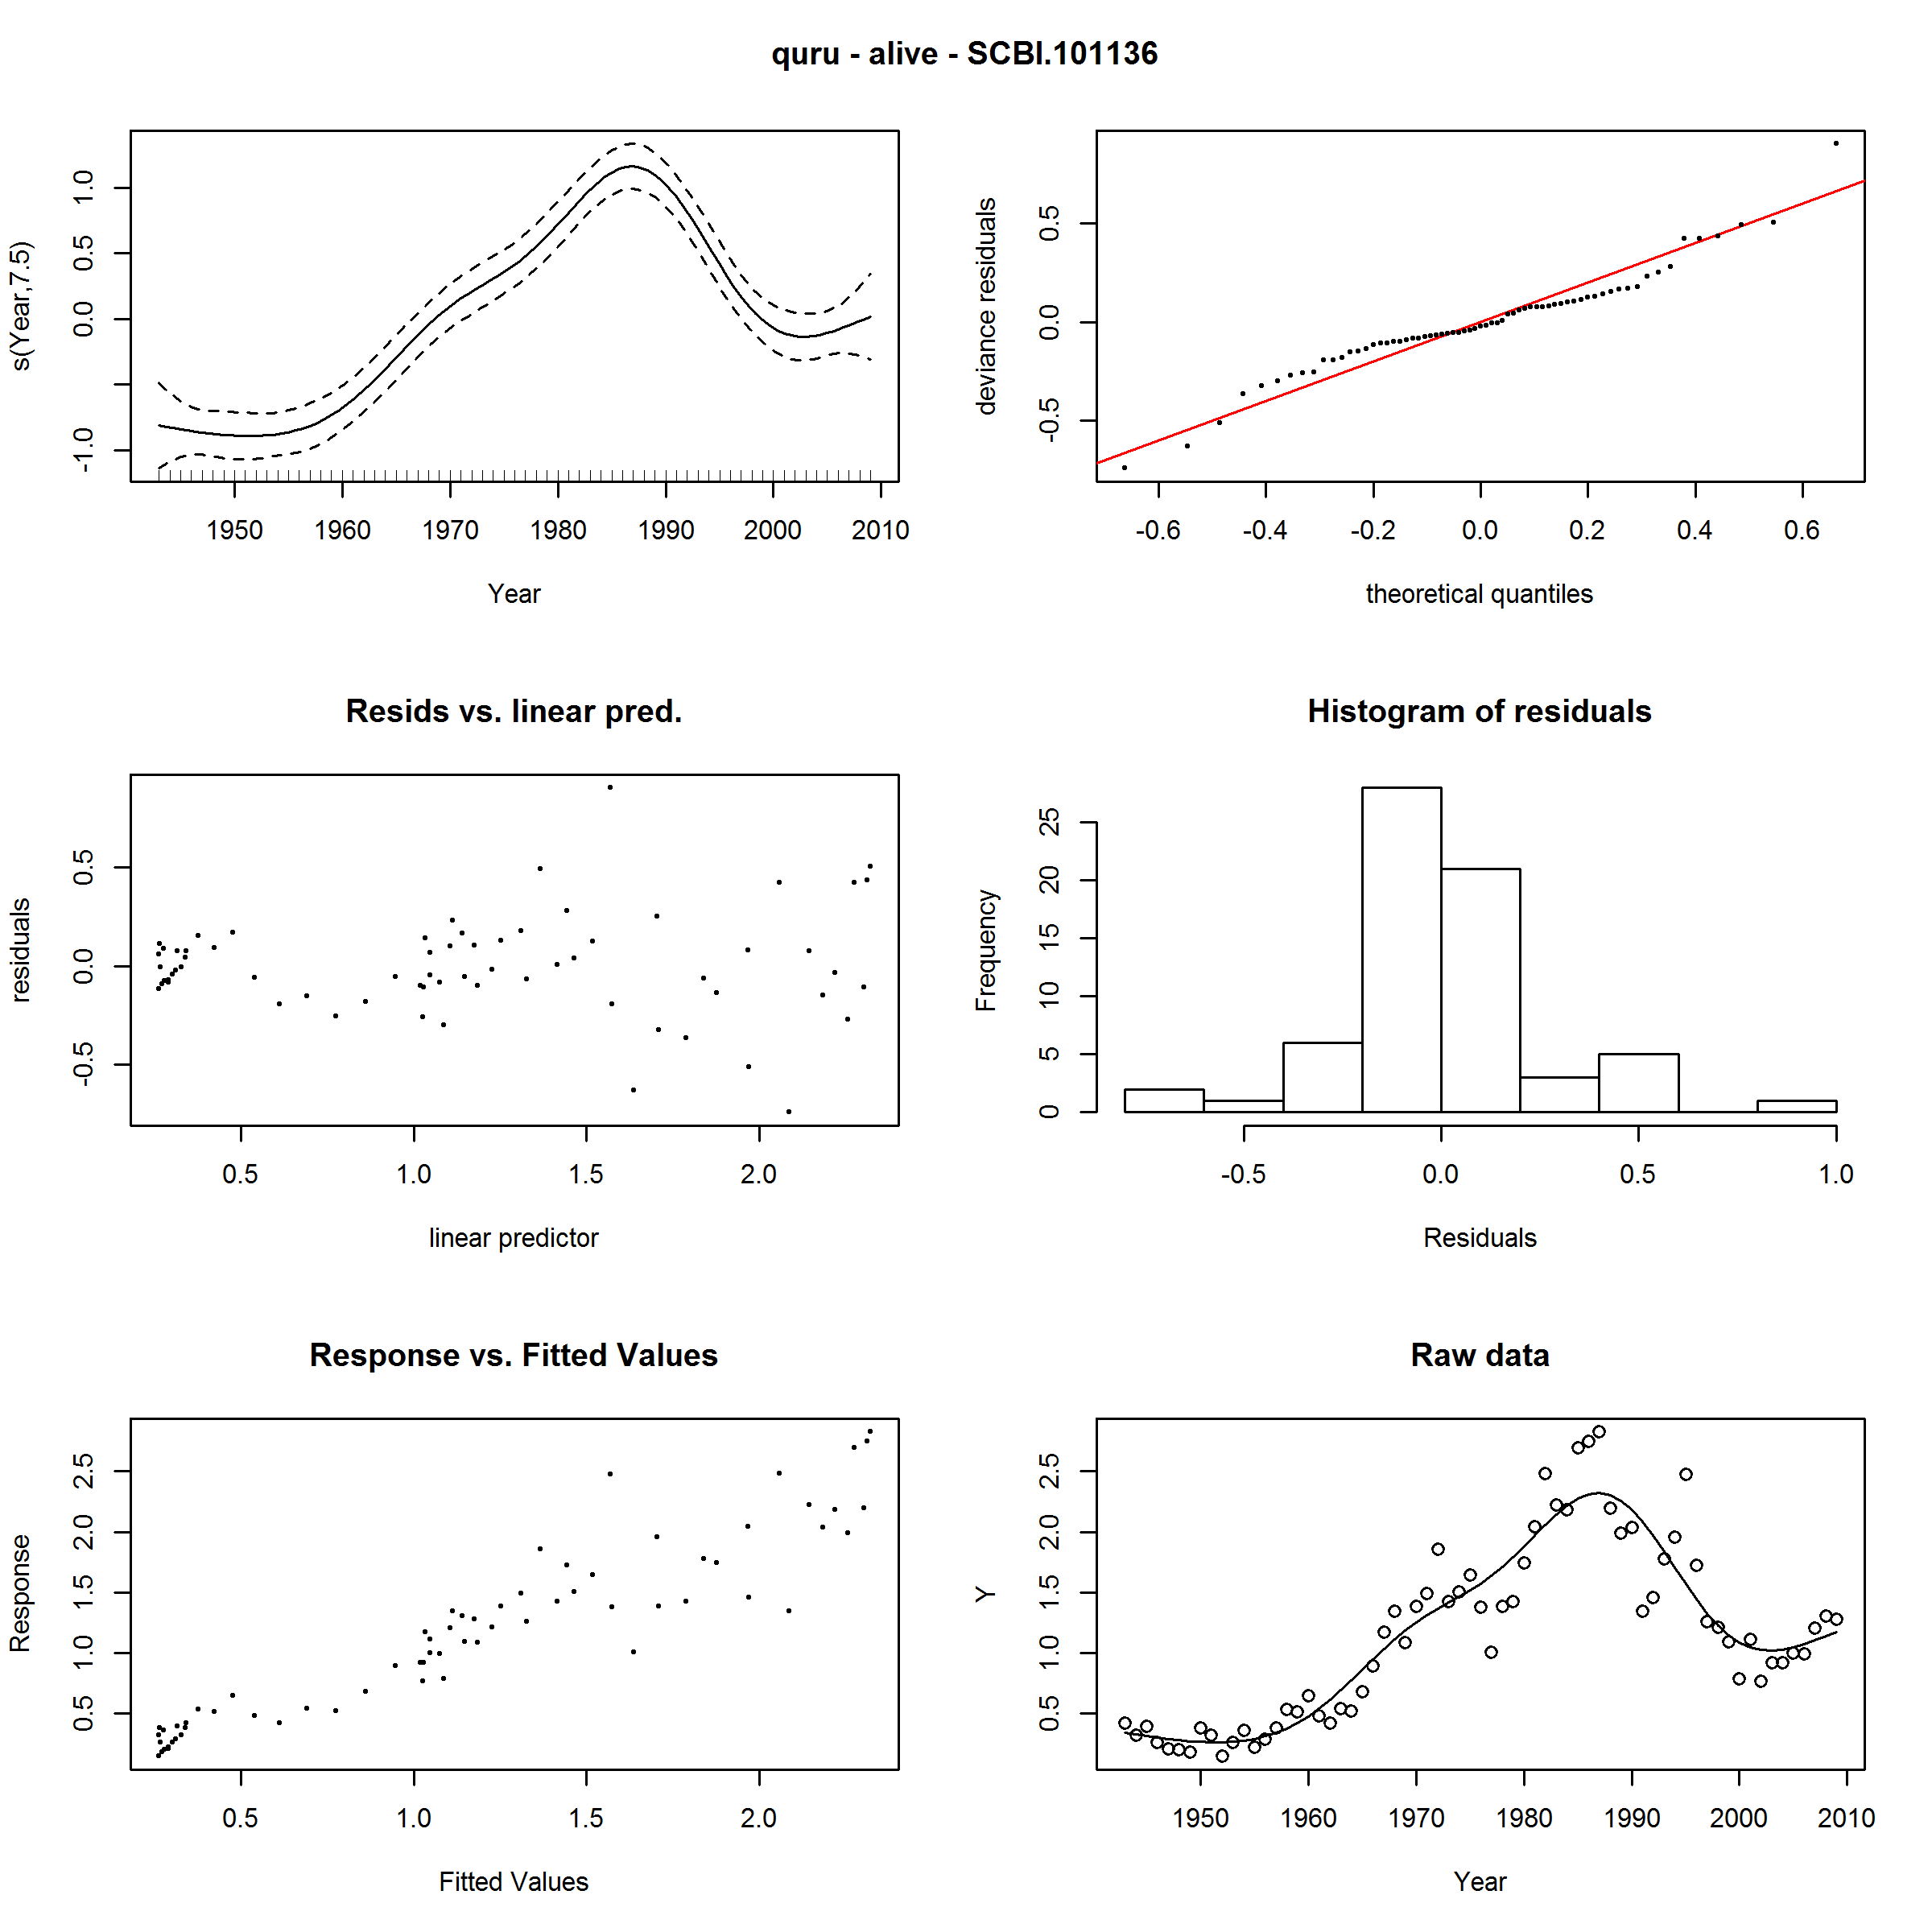 quru - alive - SCBI.101136
s(Year,7.5)
-1.0 0.0 0.5 1.0
1950 1960 1970 1980 1990 2000 2010
Year
deviance residuals
-0.5 0.0 0.5
-0.6 -0.4 -0.2 0.0 0.2 0.4 0.6
theoretical quantiles
Resids vs. linear pred.
residuals
-0.5 0.0 0.5
0.5 1.0 1.5 2.0
linear predictor
Histogram of residuals
Frequency
0 5 10 15 20 25
-0.5 0.0 0.5 1.0
Residuals
Response vs. Fitted Values
Response
0.5 1.0 1.5 2.0 2.5
0.5 1.0 1.5 2.0
Fitted Values
Raw data
Y
0.5 1.0 1.5 2.0 2.5
1950 1960 1970 1980 1990 2000 2010
Year